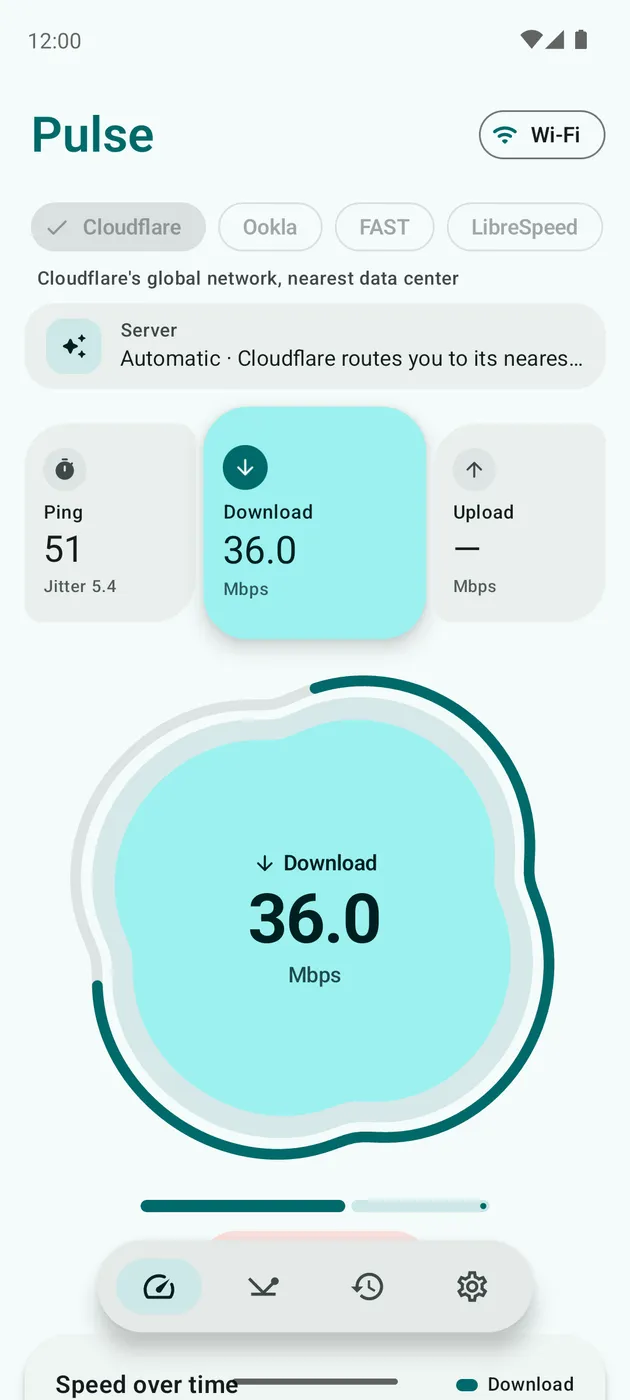 12:00
Pulse
Wi-Fi
Cloudflare
Ookla
FAST
LibreSpeed
Cloudflare's global network, nearest data center
Server
Automatic · Cloudflare routes you to its neares…
Ping
51
Jitter 5.4
Download
36.0
Mbps
Upload
—
Mbps
Download
36.0
Mbps
Speed over time
Download